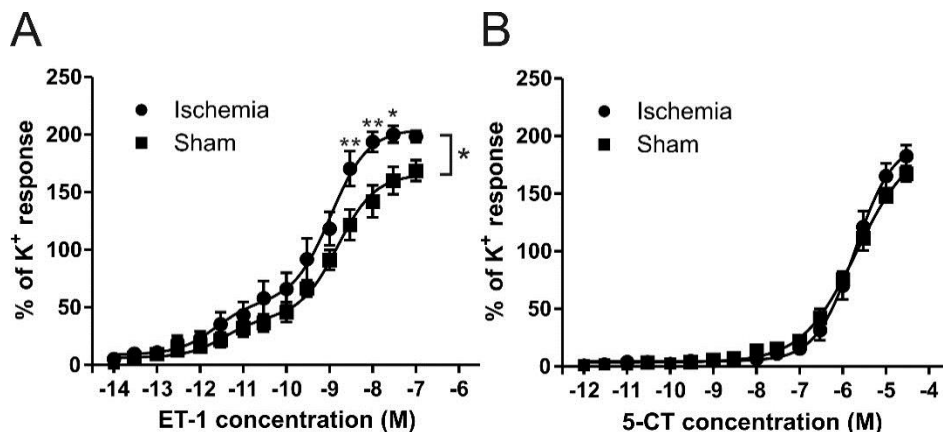 A
250
200
150
100
50
0
% of K⁺ response
Ischemia
Sham
** ** *
*
-14 -13 -12 -11 -10 -9 -8 -7 -6
ET-1 concentration (M)
B
250
200
150
100
50
0
% of K⁺ response
Ischemia
Sham
-12 -11 -10 -9 -8 -7 -6 -5 -4
5-CT concentration (M)